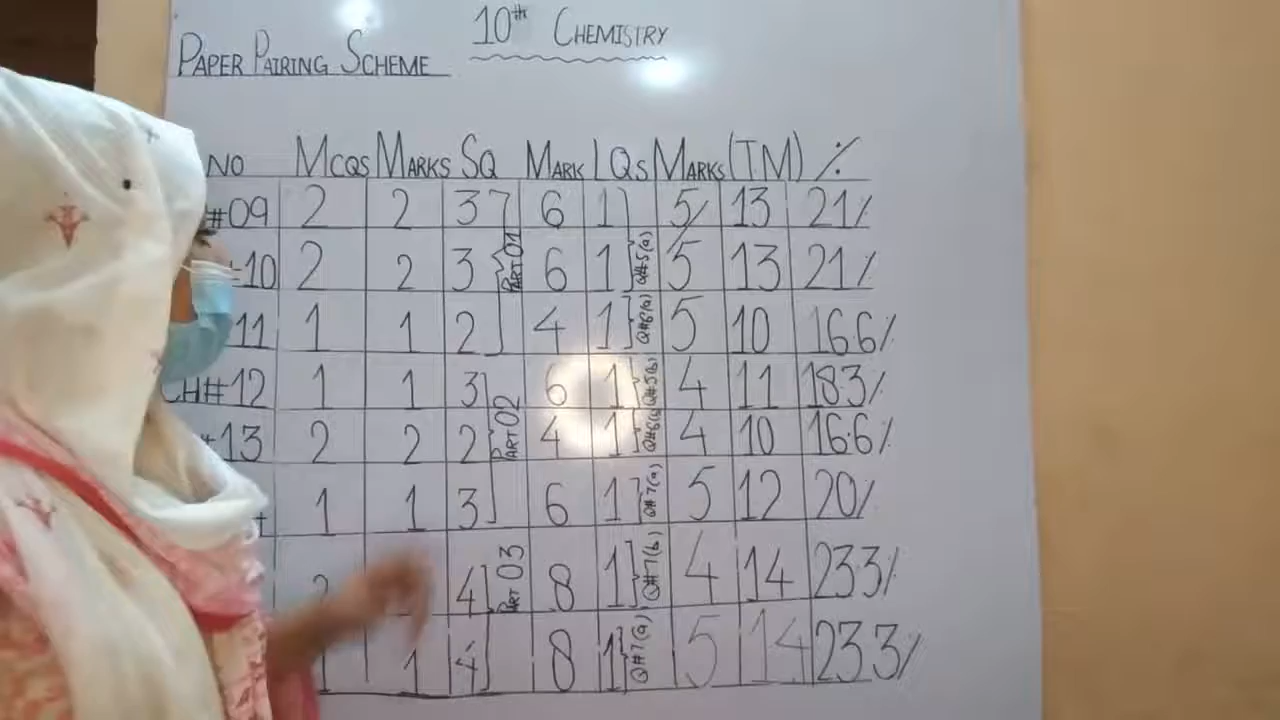 10th CHEMISTRY
PAPER PAIRING SCHEME
NO MCQS MARKS SQ MARK LQS MARKS (TM) %
#09 2 2 3 6 1 5 13 21%
10 2 2 3 PART 01 6 1 Q#5(a) 5 13 21%
11 1 1 2 4 1 Q#6(a) 5 10 16.6%
CH#12 1 1 3 6 1 Q#5(b) 4 11 18.3%
#13 2 2 2 PART 02 4 1 Q#6(b) 4 10 16.6%
1 1 3 6 1 Q#7(a) 5 12 20%
4 PART 03 8 1 Q#7(b) 4 14 23.3%
1 1 4 8 1 Q#7(a) 5 14 23.3%